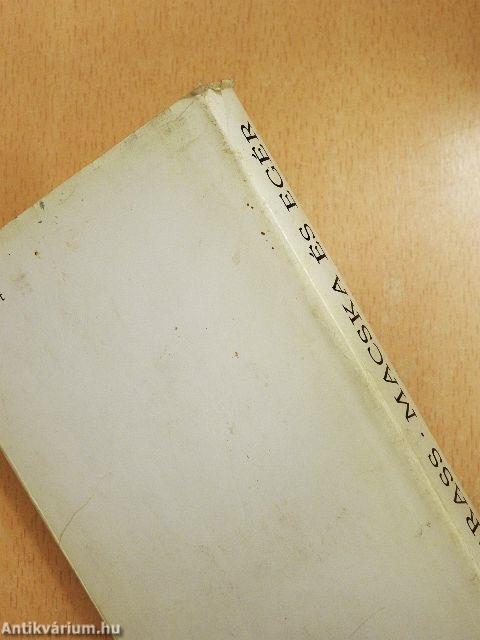 RASS · MACSKA ÉS EGÉR
Antikvárium.hu